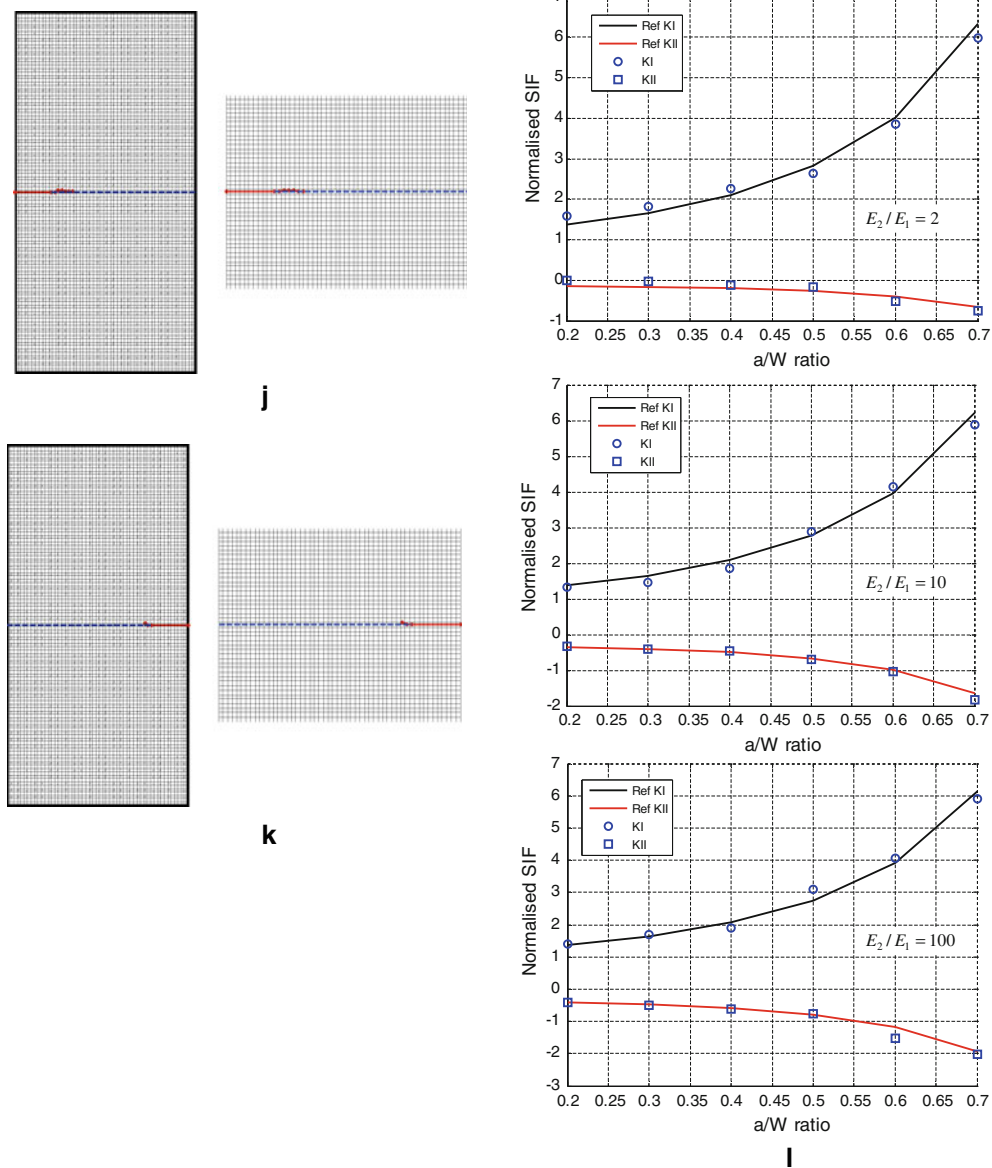 j
k
7
6
5
4
3
2
1
0
-1
Normalised SIF
Ref KI
Ref KII
KI
KII
E2 / E1 = 2
0.2 0.25 0.3 0.35 0.4 0.45 0.5 0.55 0.6 0.65 0.7
a/W ratio
7
6
5
4
3
2
1
0
-1
-2
Normalised SIF
Ref KI
Ref KII
KI
KII
E2 / E1 = 10
0.2 0.25 0.3 0.35 0.4 0.45 0.5 0.55 0.6 0.65 0.7
a/W ratio
7
6
5
4
3
2
1
0
-1
-2
-3
Normalised SIF
Ref KI
Ref KII
KI
KII
E2 / E1 = 100
0.2 0.25 0.3 0.35 0.4 0.45 0.5 0.55 0.6 0.65 0.7
a/W ratio
l